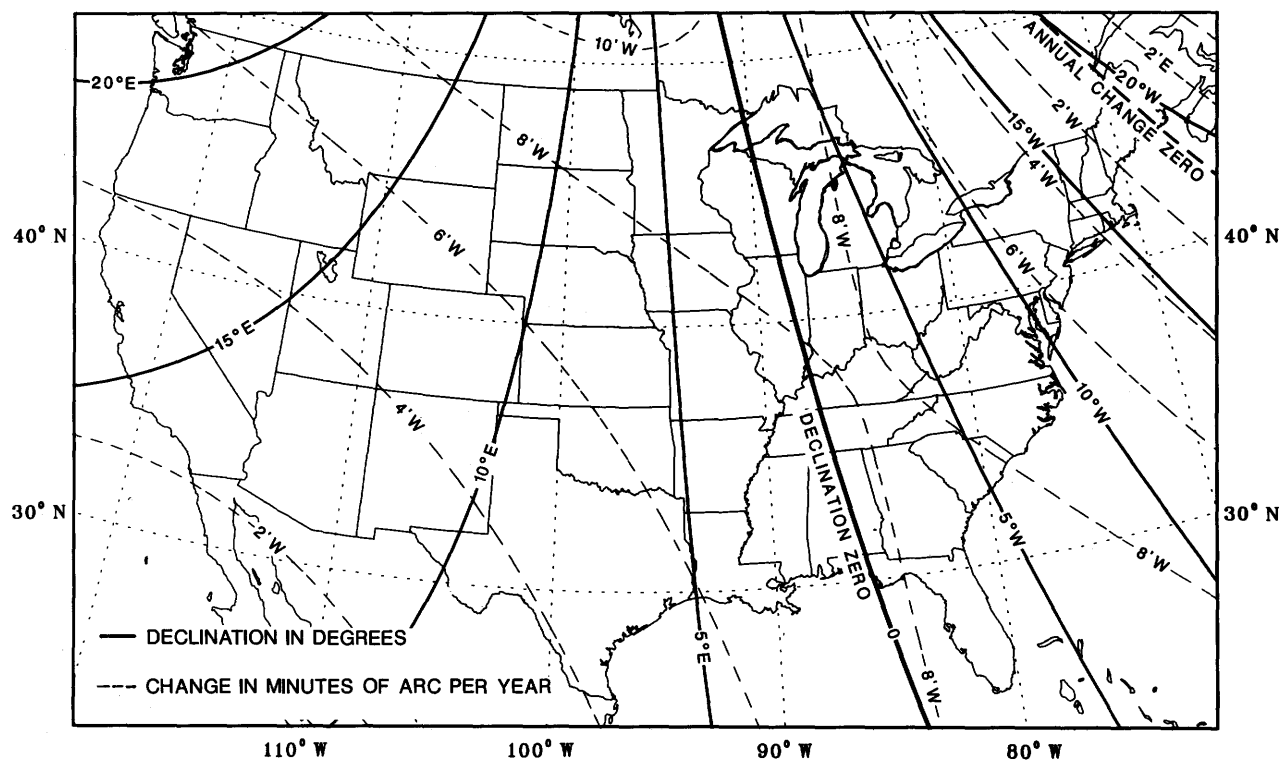 10'W
ANNUAL CHANGE ZERO
2'E
20°W
20°E
2'W
15°W
8'W
4'W
40° N
40° N
8'W
6'W
6'W
15°E
4'W
10°W
DECLINATION ZERO
10°E
30° N
30° N
5°W
2'W
8'W
DECLINATION IN DEGREES
5°E
0
CHANGE IN MINUTES OF ARC PER YEAR
8'W
110° W
100° W
90° W
80° W